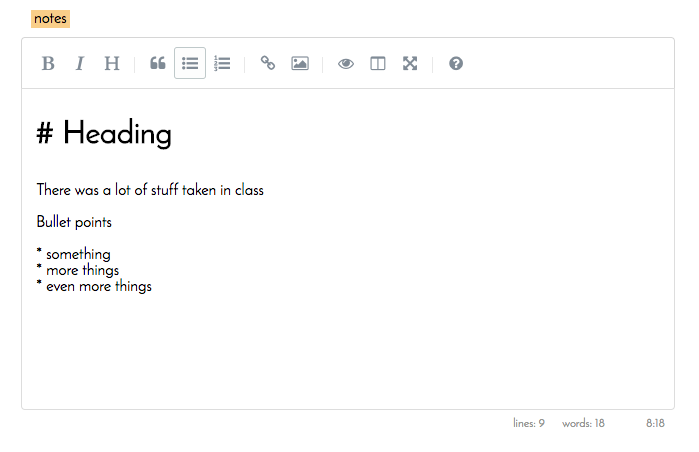 notes
B I H
# Heading
There was a lot of stuff taken in class
Bullet points
* something
* more things
* even more things
lines: 9 words: 18 8:18